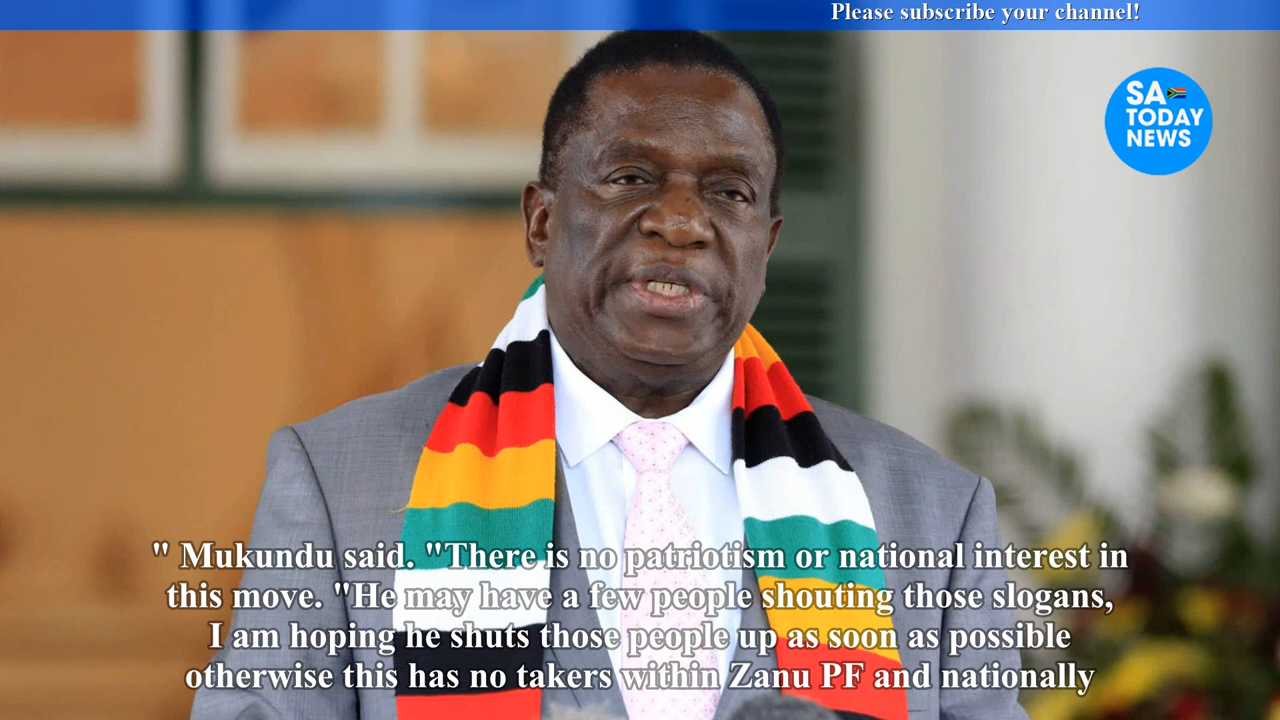 Please subscribe your channel!
SA
TODAY
NEWS
" Mukundu said. "There is no patriotism or national interest in
this move. "He may have a few people shouting those slogans,
I am hoping he shuts those people up as soon as possible
otherwise this has no takers within Zanu PF and nationally